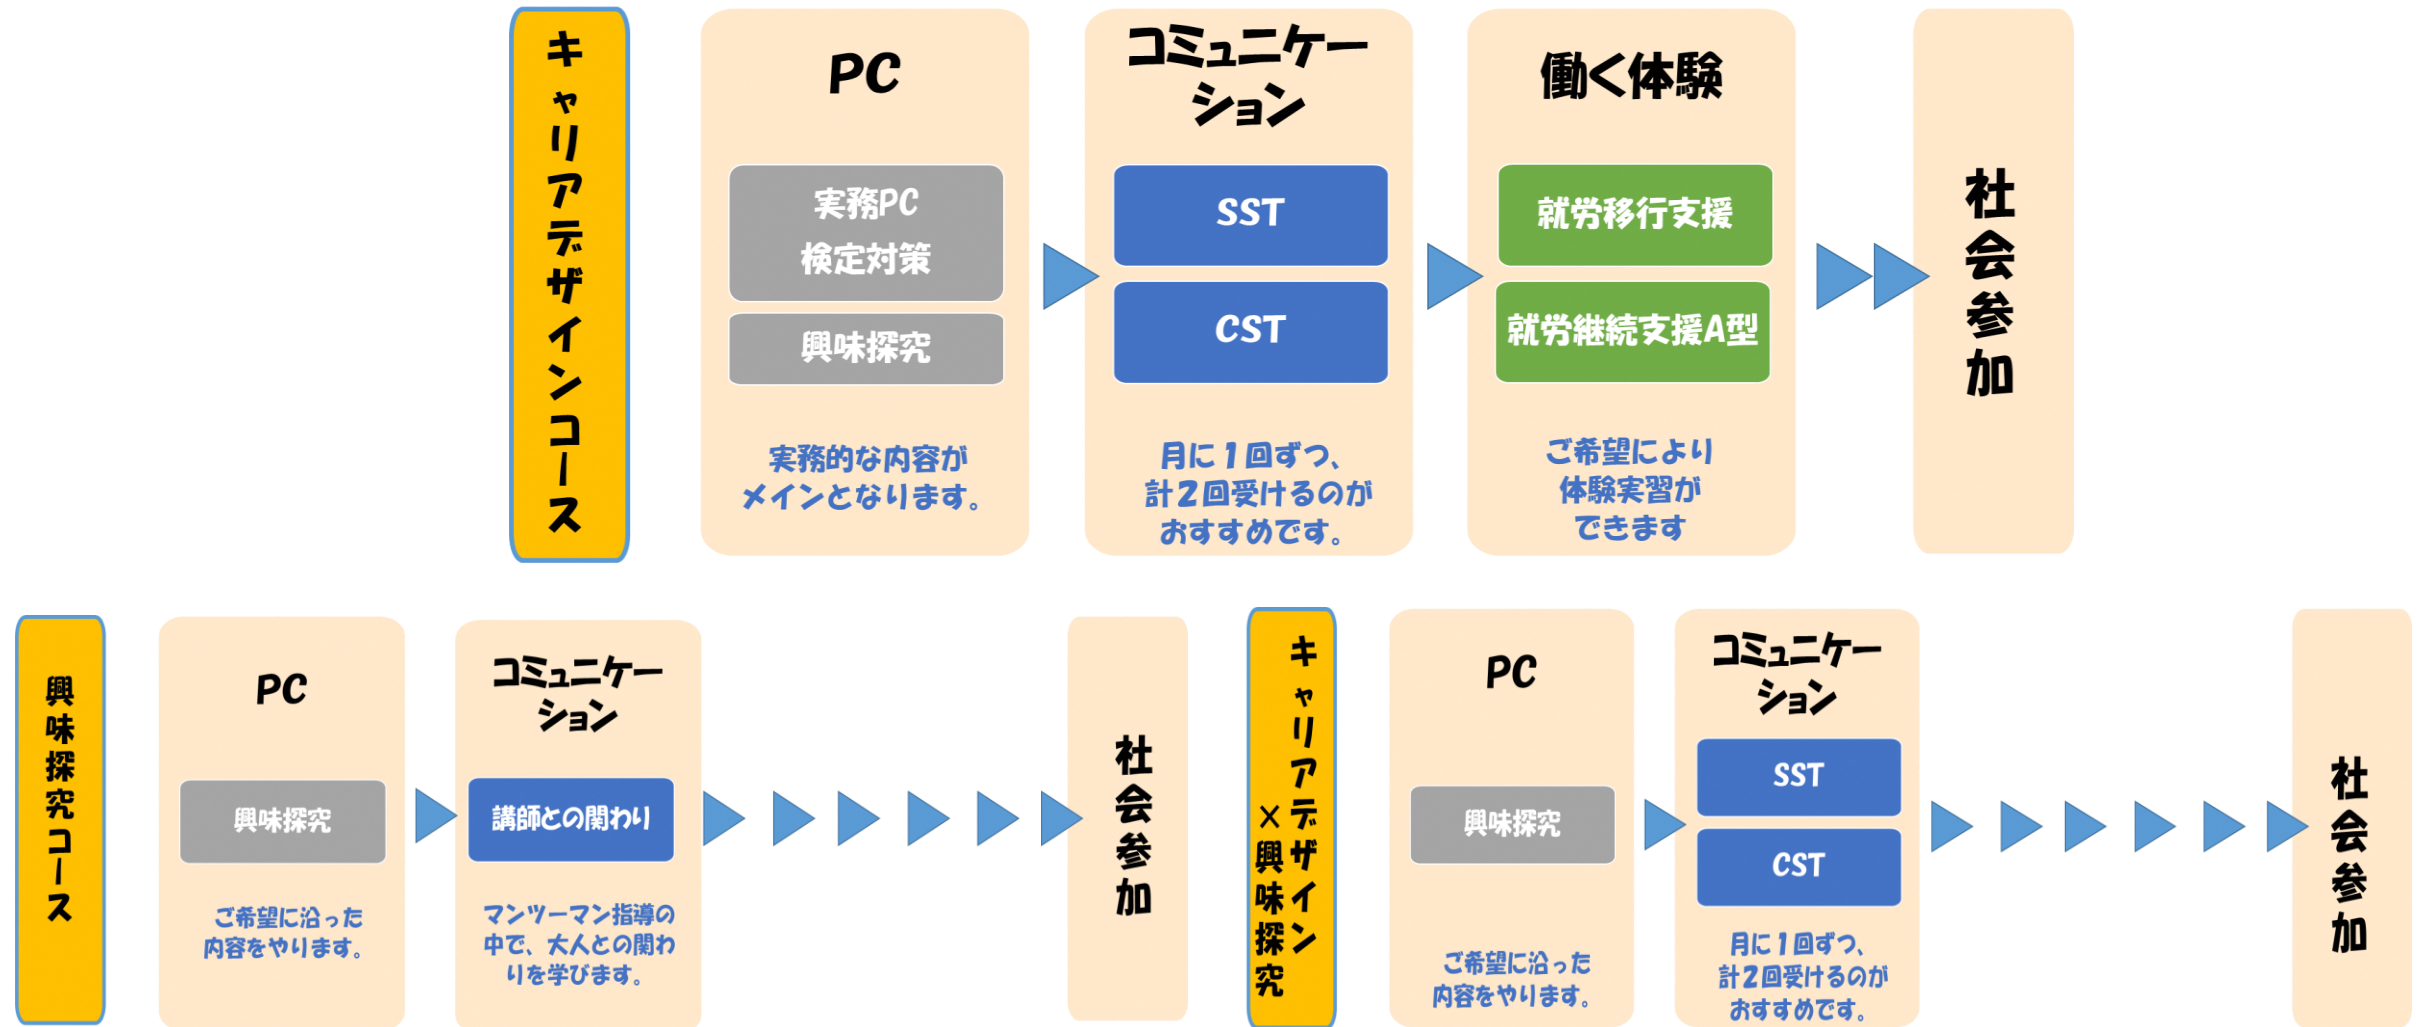 キャリアデザインコース
PC
実務PC
検定対策
興味探究
実務的な内容が
メインとなります。
コミュニケー
ション
SST
CST
月に１回ずつ、
計２回受けるのが
おすすめです。
働く体験
就労移行支援
就労継続支援A型
ご希望により
体験実習が
できます
社会参加
興味探究コース
PC
興味探究
ご希望に沿った
内容をやります。
コミュニケー
ション
講師との関わり
マンツーマン指導の
中で、大人との関わ
りを学びます。
社会参加
キャリアデザイン
×興味探究
PC
興味探究
ご希望に沿った
内容をやります。
コミュニケー
ション
SST
CST
月に１回ずつ、
計２回受けるのが
おすすめです。
社会参加